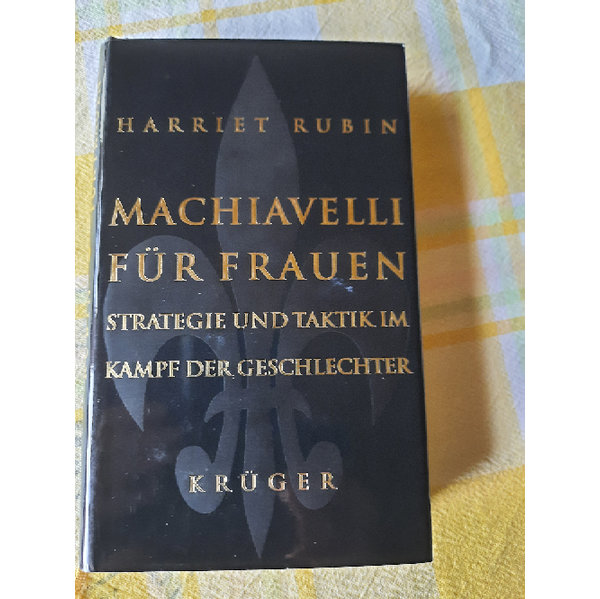 HARRIET RUBIN
MACHIAVELLI
FÜR FRAUEN
STRATEGIE UND TAKTIK IM
KAMPF DER GESCHLECHTER
KRÜGER